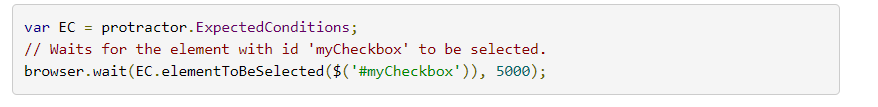 var EC = protractor.ExpectedConditions;
// Waits for the element with id 'myCheckbox' to be selected.
browser.wait(EC.elementToBeSelected($('#myCheckbox')), 5000);